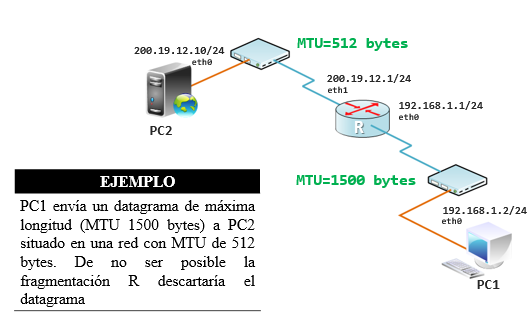 MTU=512 bytes
200.19.12.10/24
eth0
PC2
200.19.12.1/24
eth1
192.168.1.1/24
eth0
R
MTU=1500 bytes
192.168.1.2/24
eth0
PC1
EJEMPLO
PC1 envía un datagrama de máxima
longitud (MTU 1500 bytes) a PC2
situado en una red con MTU de 512
bytes. De no ser posible la
fragmentación R descartaría el
datagrama